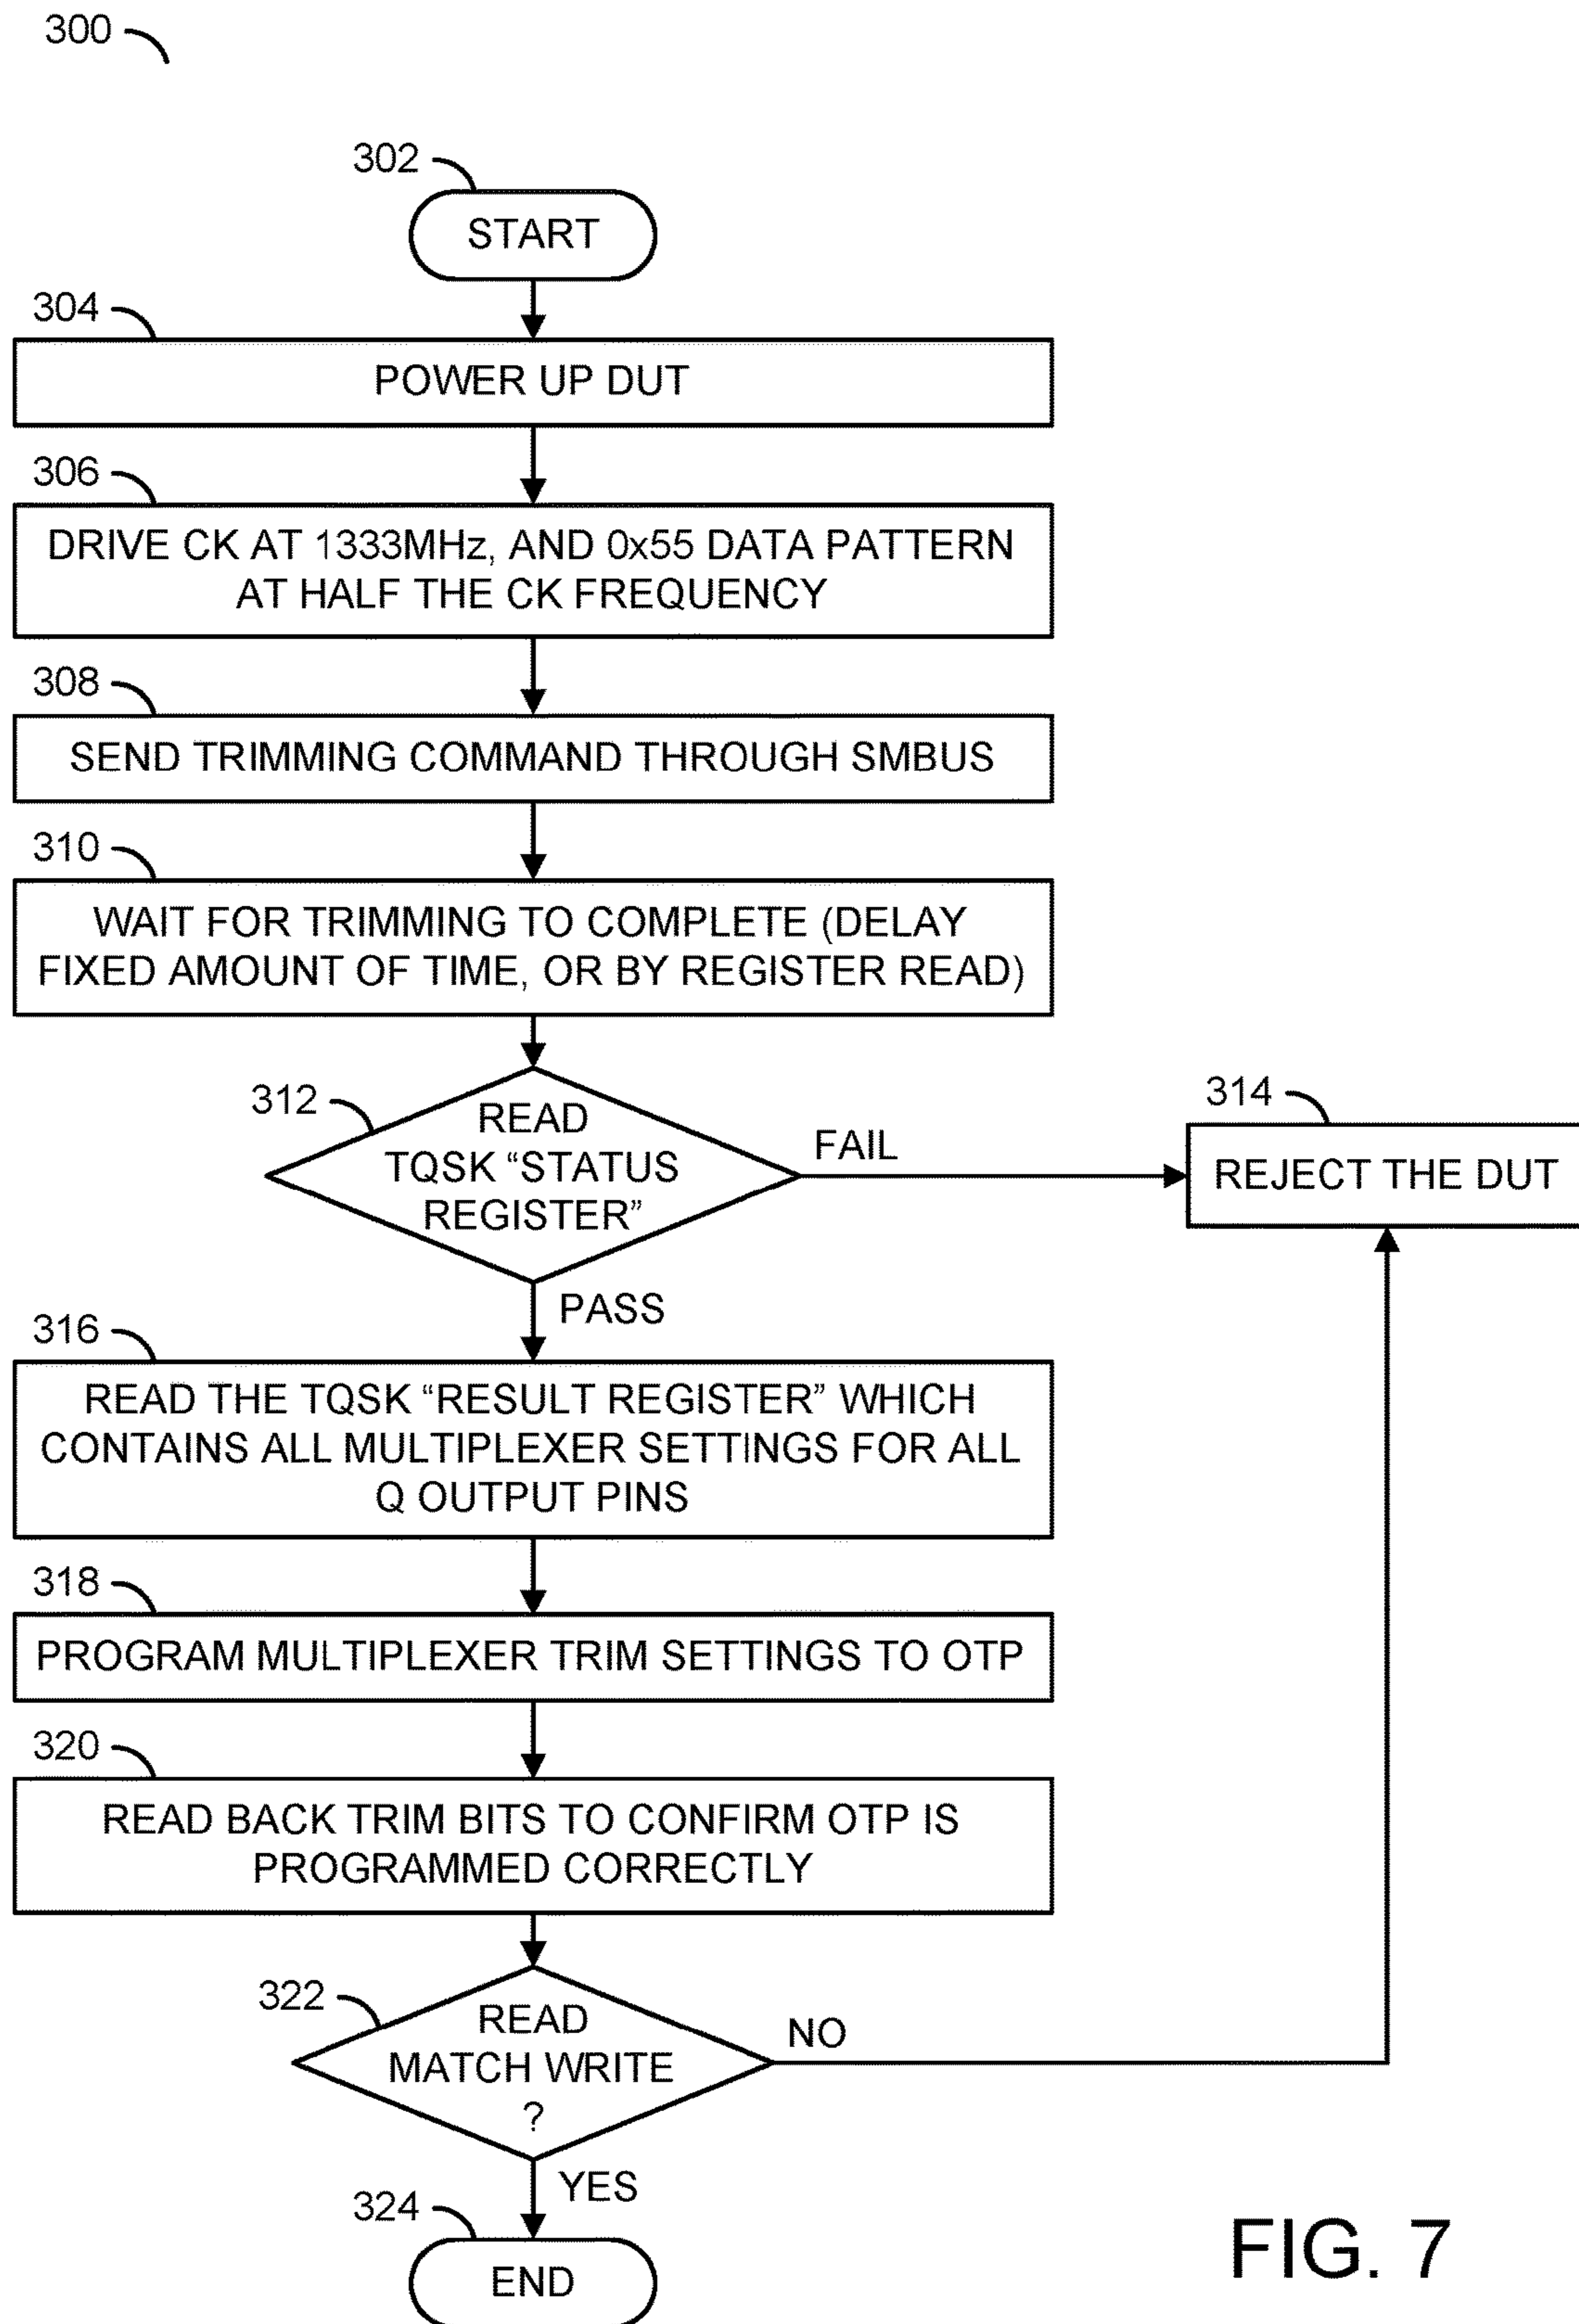 300
302
START
304
POWER UP DUT
306
DRIVE CK AT 1333MHz, AND 0x55 DATA PATTERN
AT HALF THE CK FREQUENCY
308
SEND TRIMMING COMMAND THROUGH SMBUS
310
WAIT FOR TRIMMING TO COMPLETE (DELAY
FIXED AMOUNT OF TIME, OR BY REGISTER READ)
312
READ
TQSK “STATUS
REGISTER”
FAIL
314
REJECT THE DUT
PASS
316
READ THE TQSK “RESULT REGISTER” WHICH
CONTAINS ALL MULTIPLEXER SETTINGS FOR ALL
Q OUTPUT PINS
318
PROGRAM MULTIPLEXER TRIM SETTINGS TO OTP
320
READ BACK TRIM BITS TO CONFIRM OTP IS
PROGRAMMED CORRECTLY
322
READ
MATCH WRITE
?
NO
YES
324
END
FIG. 7